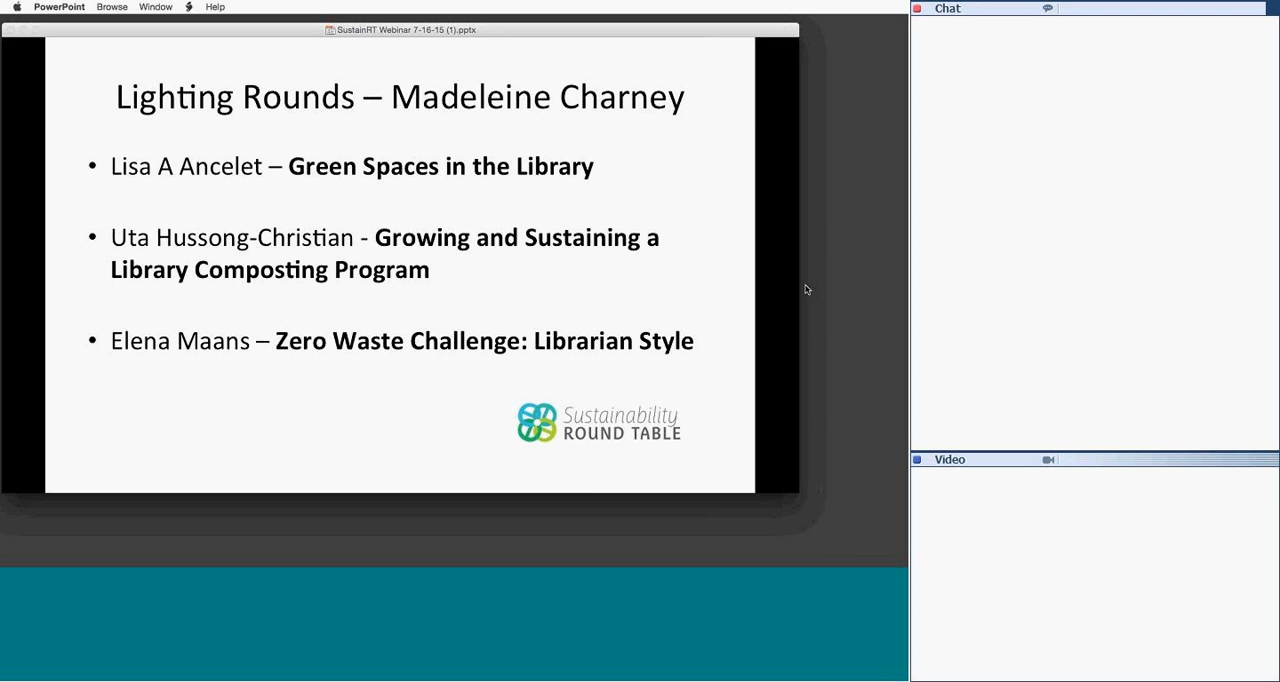 PowerPoint Browse Window Help
SustainRT Webinar 7-16-15 (1).pptx
Lighting Rounds – Madeleine Charney
• Lisa A Ancelet – Green Spaces in the Library
• Uta Hussong-Christian - Growing and Sustaining a
Library Composting Program
• Elena Maans – Zero Waste Challenge: Librarian Style
Sustainability
ROUND TABLE
Chat
Video